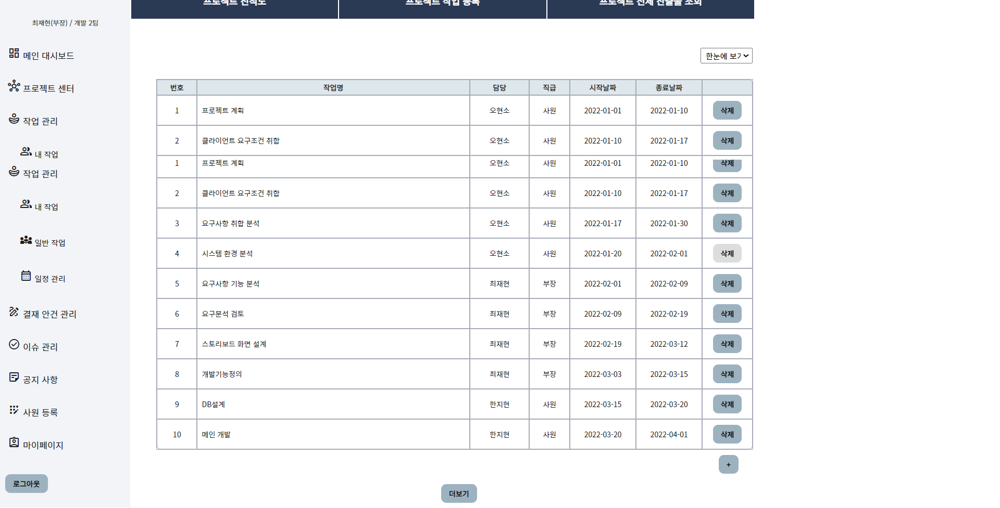 프로젝트 진척도
프로젝트 작업 등록
프로젝트 전체 산출물 조회
최재현(부장) / 개발 2팀
메인 대시보드
프로젝트 센터
작업 관리
내 작업
작업 관리
내 작업
일반 작업
일정 관리
결재 안건 관리
이슈 관리
공지 사항
사원 등록
마이페이지
로그아웃
한눈에 보기
번호 작업명 담당 직급 시작날짜 종료날짜
1 프로젝트 계획 오현소 사원 2022-01-01 2022-01-10 삭제
2 클라이언트 요구조건 취합 오현소 사원 2022-01-10 2022-01-17 삭제
1 프로젝트 계획 오현소 사원 2022-01-01 2022-01-10 삭제
2 클라이언트 요구조건 취합 오현소 사원 2022-01-10 2022-01-17 삭제
3 요구사항 취합 분석 오현소 사원 2022-01-17 2022-01-30 삭제
4 시스템 환경 분석 오현소 사원 2022-01-20 2022-02-01 삭제
5 요구사항 기능 분석 최재현 부장 2022-02-01 2022-02-09 삭제
6 요구분석 검토 최재현 부장 2022-02-09 2022-02-19 삭제
7 스토리보드 화면 설계 최재현 부장 2022-02-19 2022-03-12 삭제
8 개발기능정의 최재현 부장 2022-03-03 2022-03-15 삭제
9 DB설계 한지현 사원 2022-03-15 2022-03-20 삭제
10 메인 개발 한지현 사원 2022-03-20 2022-04-01 삭제
+
더보기